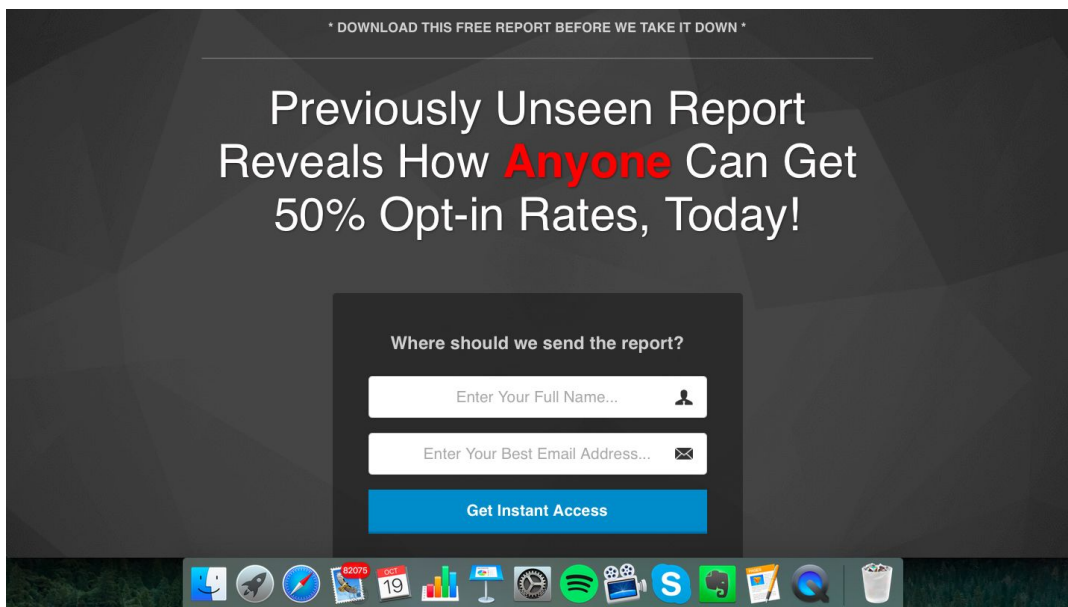 * DOWNLOAD THIS FREE REPORT BEFORE WE TAKE IT DOWN *
Previously Unseen Report
Reveals How Anyone Can Get
50% Opt-in Rates, Today!
Where should we send the report?
Enter Your Full Name...
Enter Your Best Email Address...
Get Instant Access
82075
OCT
19
S